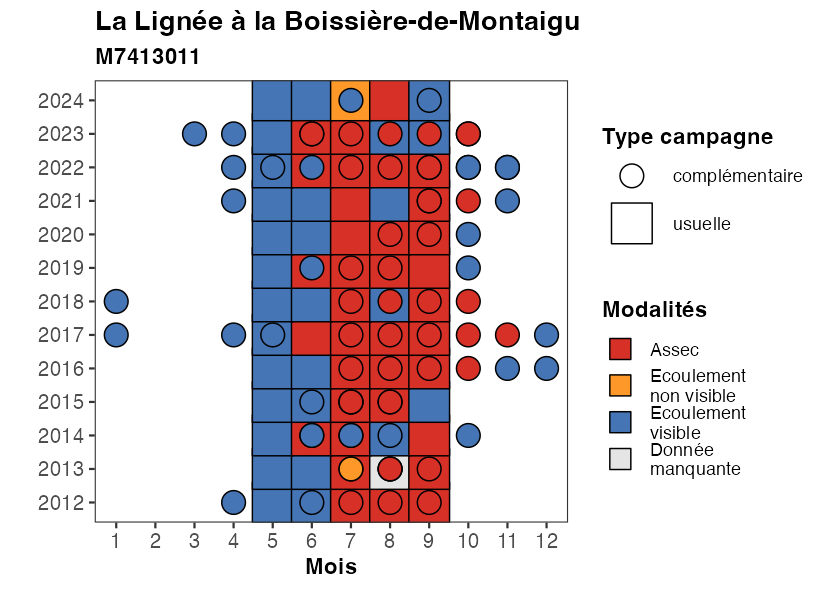 La Lignée à la Boissière-de-Montaigu
M7413011
2024
2023
2022
2021
2020
2019
2018
2017
2016
2015
2014
2013
2012
1 2 3 4 5 6 7 8 9 10 11 12
Mois
Type campagne
complémentaire
usuelle
Modalités
Assec
Ecoulement
non visible
Ecoulement
visible
Donnée
manquante